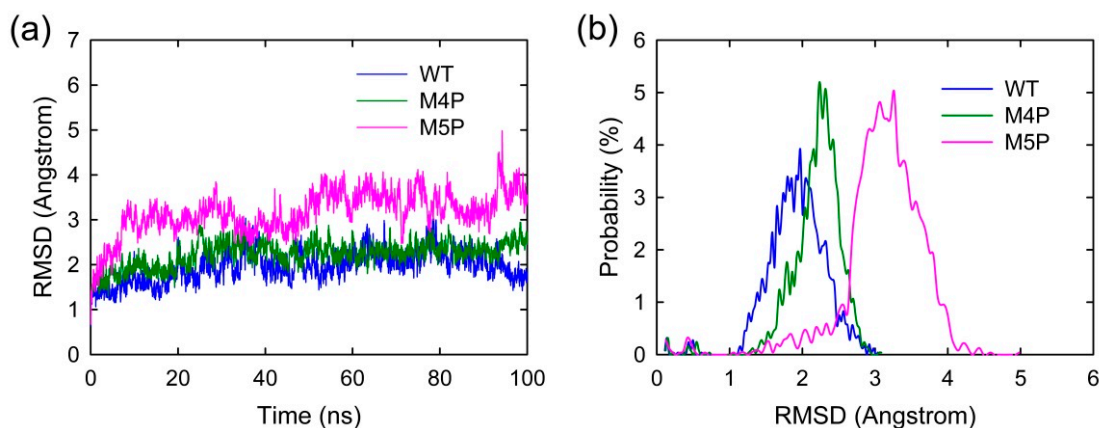 (a)
7
6
5
4
3
2
1
0
RMSD (Angstrom)
WT
M4P
M5P
0 20 40 60 80 100
Time (ns)
(b)
6
5
4
3
2
1
0
Probability (%)
WT
M4P
M5P
0 1 2 3 4 5 6
RMSD (Angstrom)